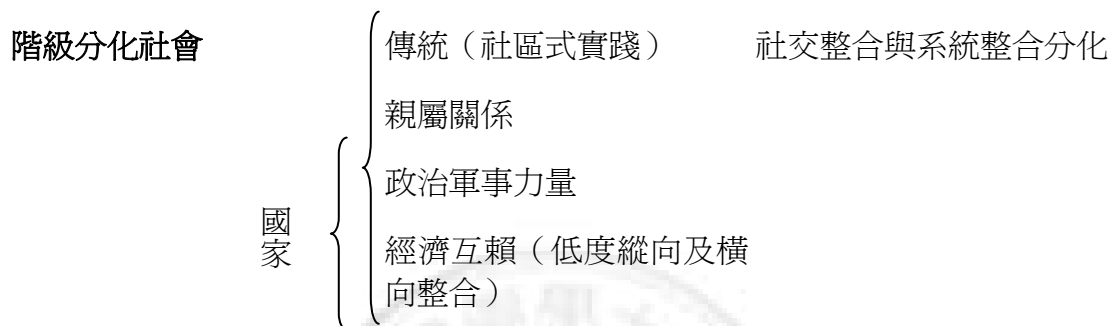 階級分化社會 傳統（社區式實踐） 社交整合與系統整合分化
親屬關係
政治軍事力量
國家
經濟互賴（低度縱向及橫
向整合）